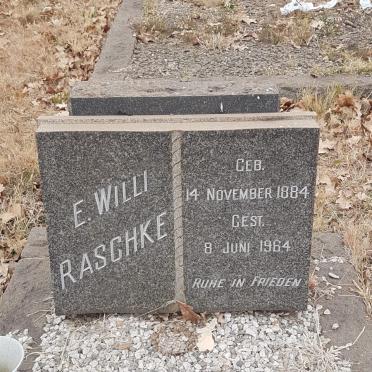 E. WILLI
RASCHKE
GEB.
14 NOVEMBER 1884
GEST.
8 JUNI 1964
RUHE IN FRIEDEN